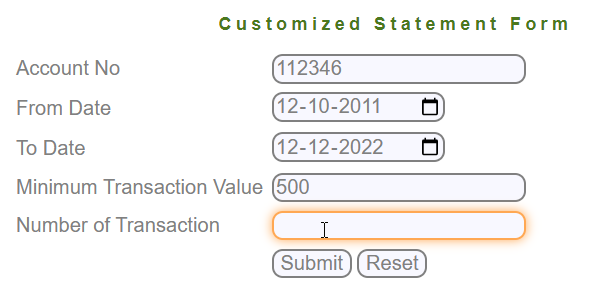 Customized Statement Form
Account No 112346
From Date 12-10-2011
To Date 12-12-2022
Minimum Transaction Value 500
Number of Transaction
Submit Reset